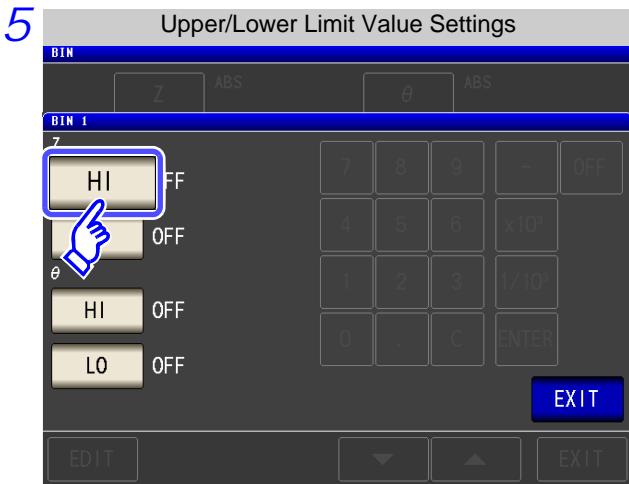 5 Upper/Lower Limit Value Settings
BIN
Z ABS θ ABS
BIN 1
Z
HI FF
OFF
θ
HI OFF
LO OFF
7 8 9 - OFF
4 5 6 x10³
1 2 3 1/10³
0 . C ENTER
EXIT
EDIT EXIT